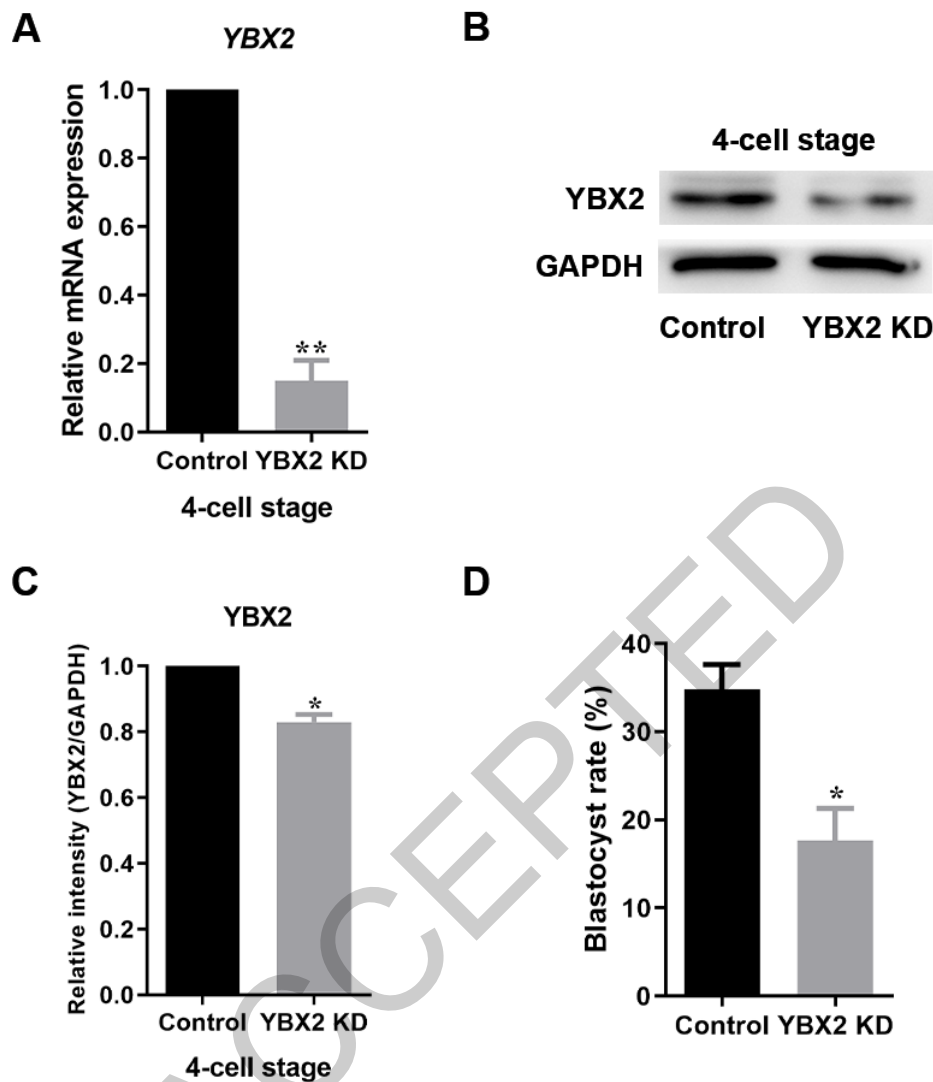 A
YBX2
Relative mRNA expression
1.0
0.8
0.6
0.4
0.2
0.0
**
Control YBX2 KD
4-cell stage
B
4-cell stage
YBX2
GAPDH
Control YBX2 KD
C
YBX2
Relative intensity (YBX2/GAPDH)
1.0
0.8
0.6
0.4
0.2
0.0
*
Control YBX2 KD
4-cell stage
D
Blastocyst rate (%)
40
30
20
10
0
*
Control YBX2 KD
ACCEPTED